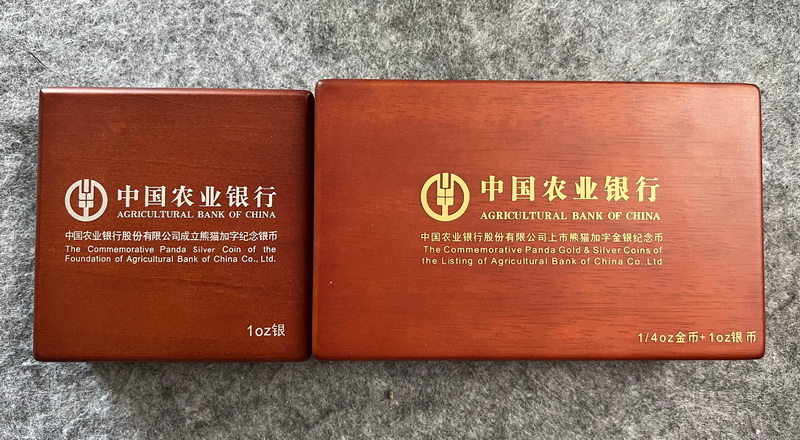 中国农业银行
AGRICULTURAL BANK OF CHINA
中国农业银行股份有限公司成立熊猫加字纪念银币
The Commemorative Panda Silver Coin of the
Foundation of Agricultural Bank of China Co., Ltd.
1oz银
中国农业银行
AGRICULTURAL BANK OF CHINA
中国农业银行股份有限公司上市熊猫加字金银纪念币
The Commemorative Panda Gold & Silver Coins of
the Listing of Agricultural Bank of China Co.,Ltd
1/4oz金币+1oz银币